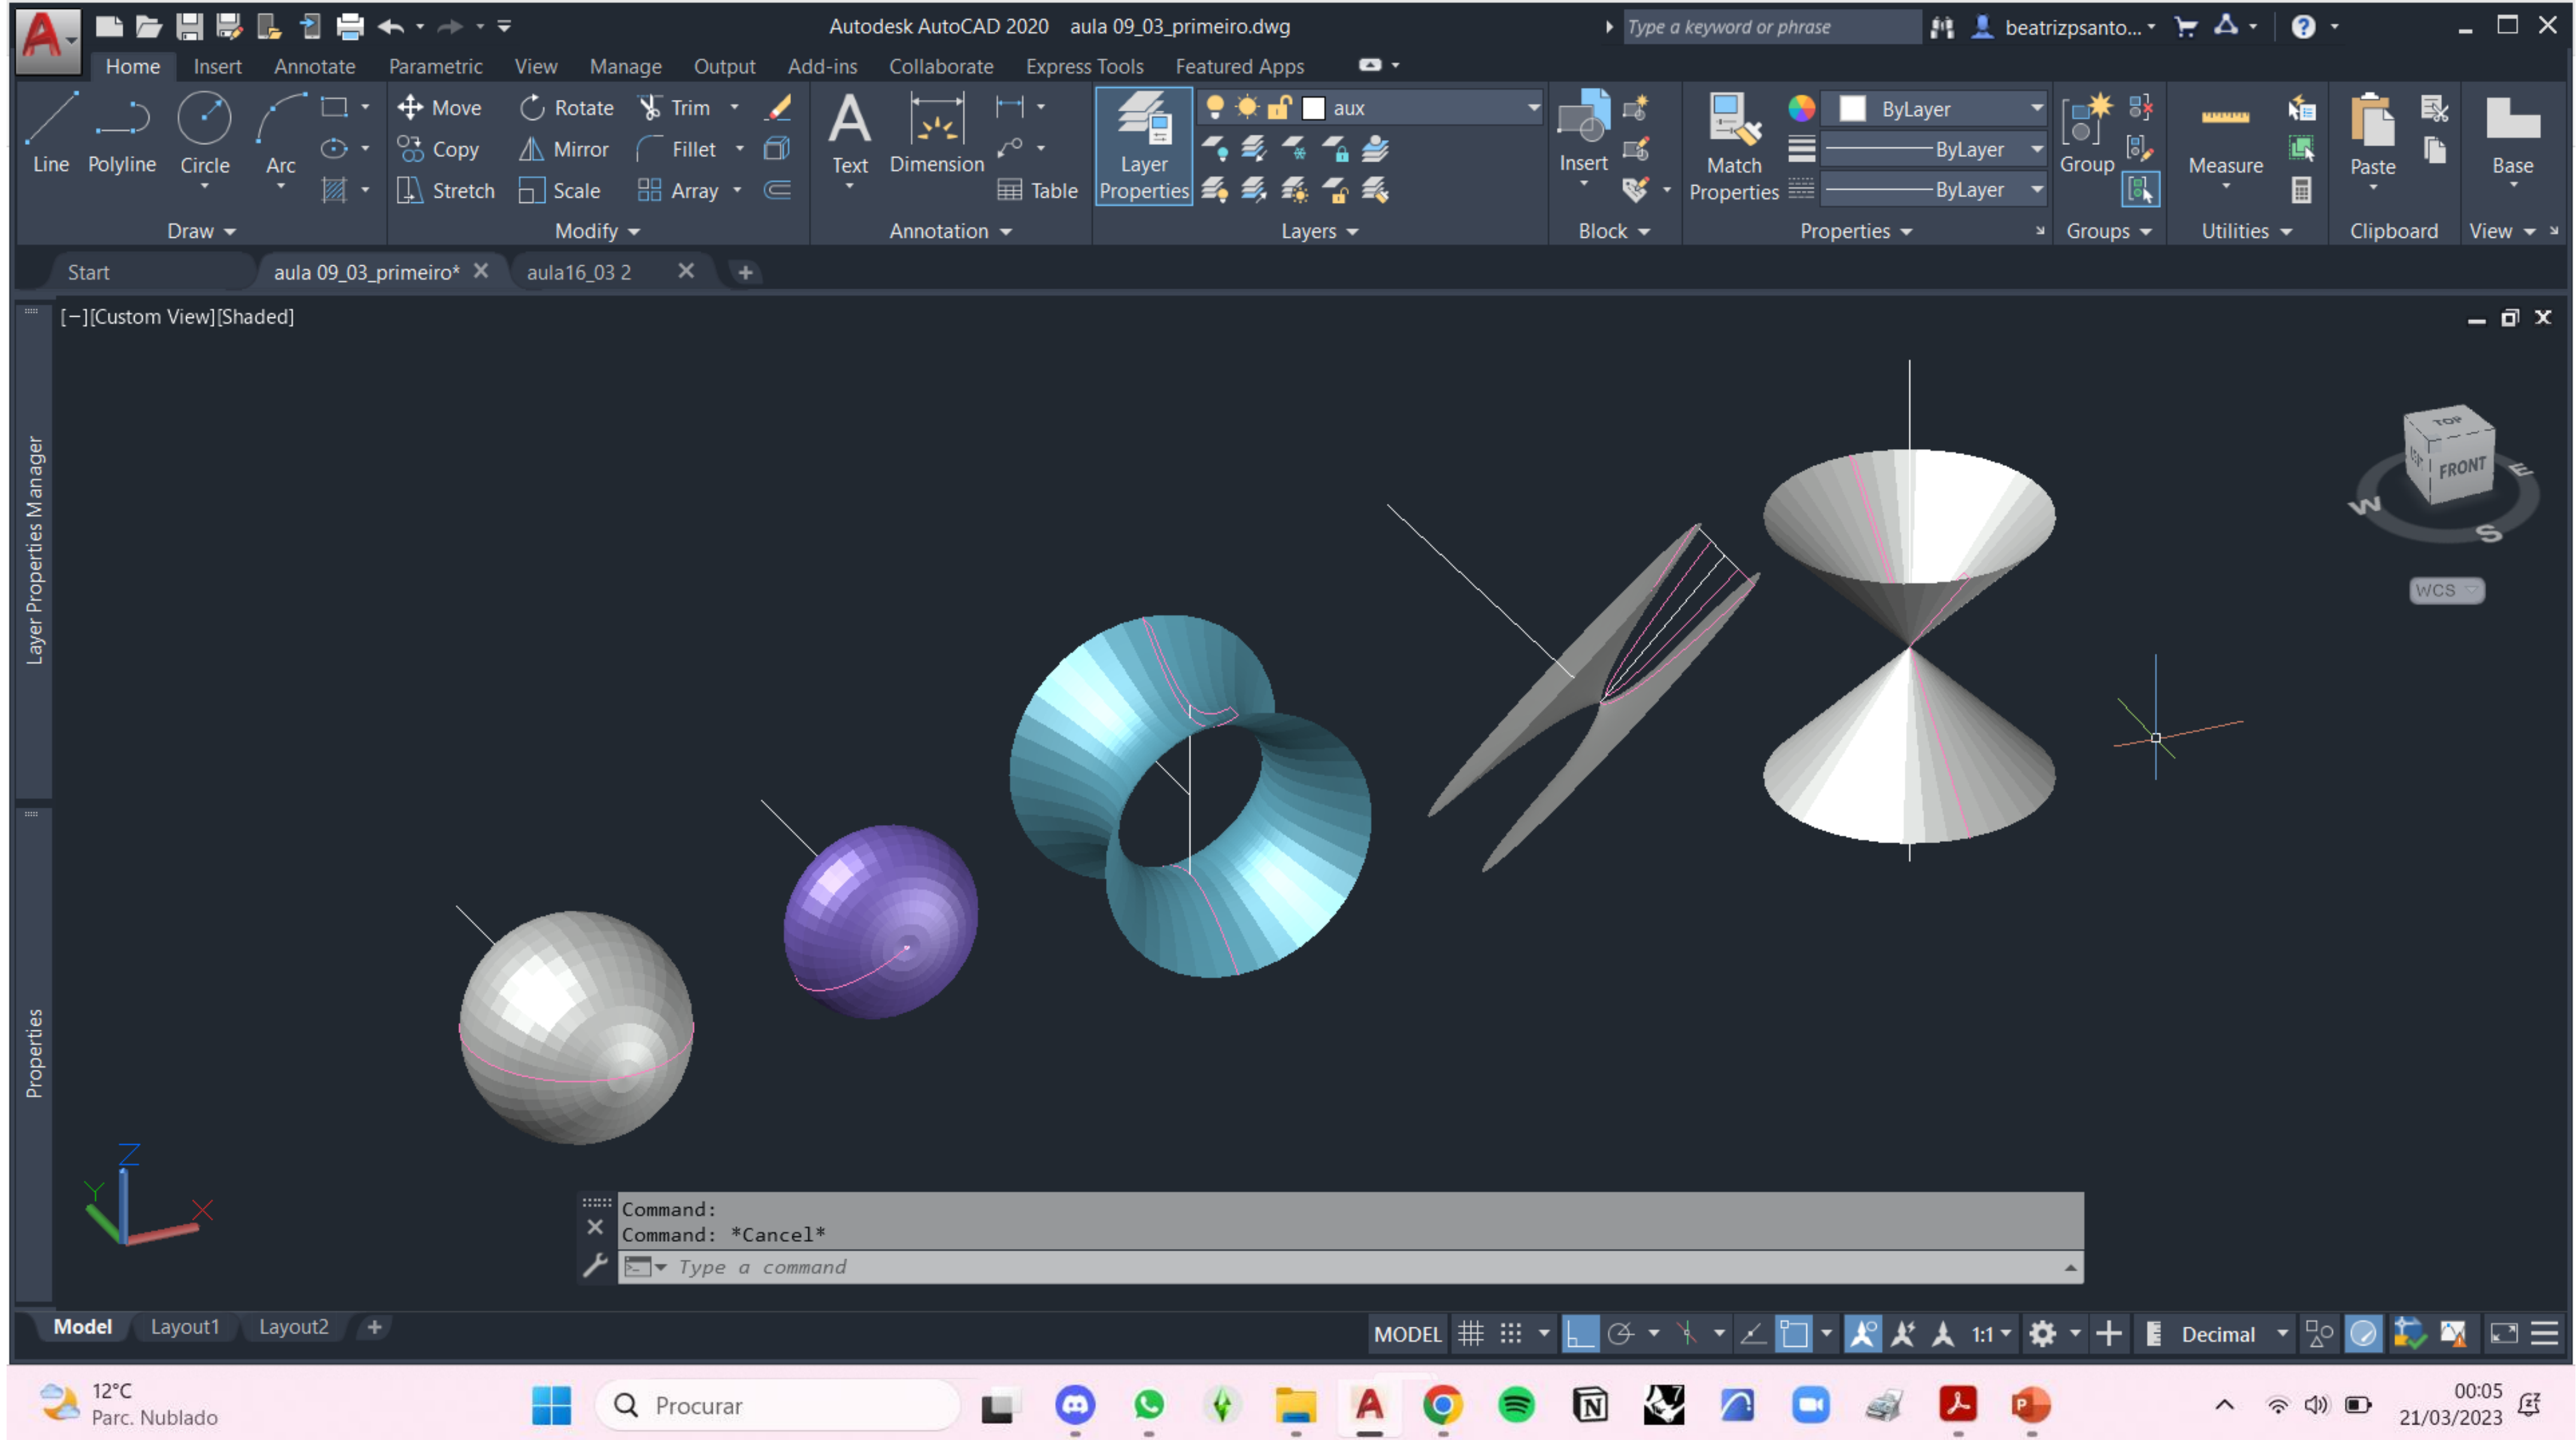 Autodesk AutoCAD 2020 aula 09_03_primeiro.dwg
Type a keyword or phrase
beatrizpsanto...
Home Insert Annotate Parametric View Manage Output Add-ins Collaborate Express Tools Featured Apps
Line Polyline Circle Arc
Move Rotate Trim
Copy Mirror Fillet
Stretch Scale Array
Text Dimension
Table
Layer
Properties
aux
Insert
Match
Properties
ByLayer
ByLayer
ByLayer
Group
Measure
Paste
Base
Draw Modify Annotation Layers Block Properties Groups Utilities Clipboard View
Start aula 09_03_primeiro* aula16_03 2
[−][Custom View][Shaded]
Layer Properties Manager
Properties
TOP
FRONT
W
S
E
WCS
Z
Y
X
Command:
Command: *Cancel*
Type a command
Model Layout1 Layout2
MODEL 1:1 Decimal
12°C
Parc. Nublado
Procurar
00:05
21/03/2023